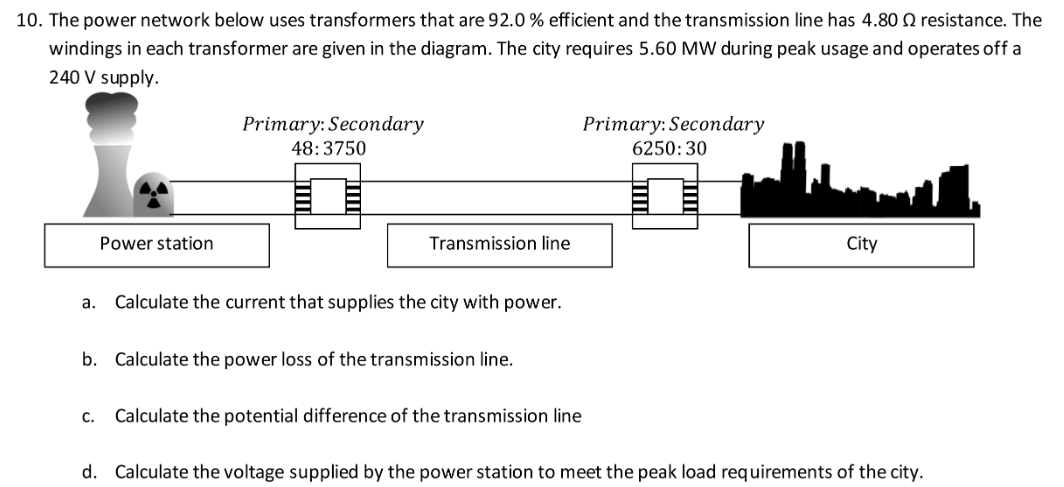 10. The power network below uses transformers that are 92.0 % efficient and the transmission line has 4.80 Ω resistance. The
windings in each transformer are given in the diagram. The city requires 5.60 MW during peak usage and operates off a
240 V supply.
Primary: Secondary
48: 3750
Primary: Secondary
6250: 30
Power station
Transmission line
City
a. Calculate the current that supplies the city with power.
b. Calculate the power loss of the transmission line.
c. Calculate the potential difference of the transmission line
d. Calculate the voltage supplied by the power station to meet the peak load requirements of the city.